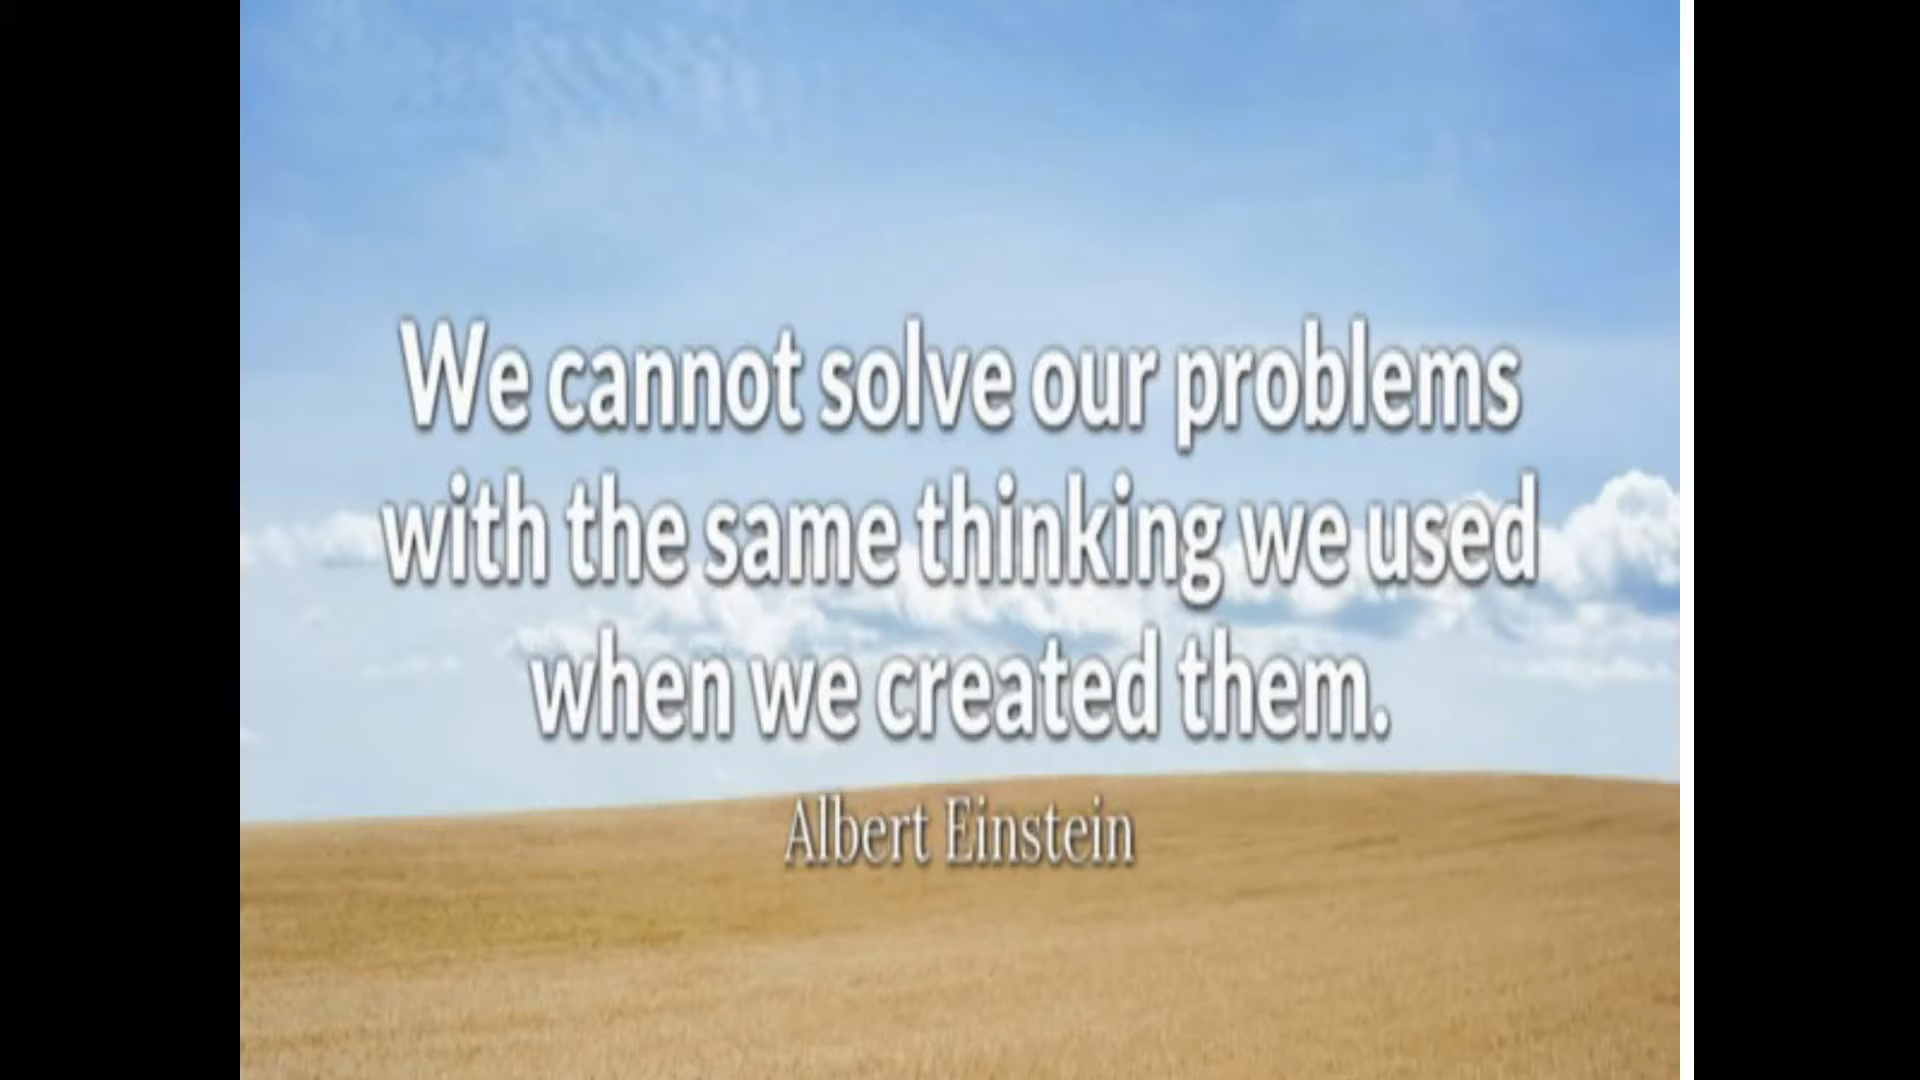 We cannot solve our problems
with the same thinking we used
when we created them.
Albert Einstein